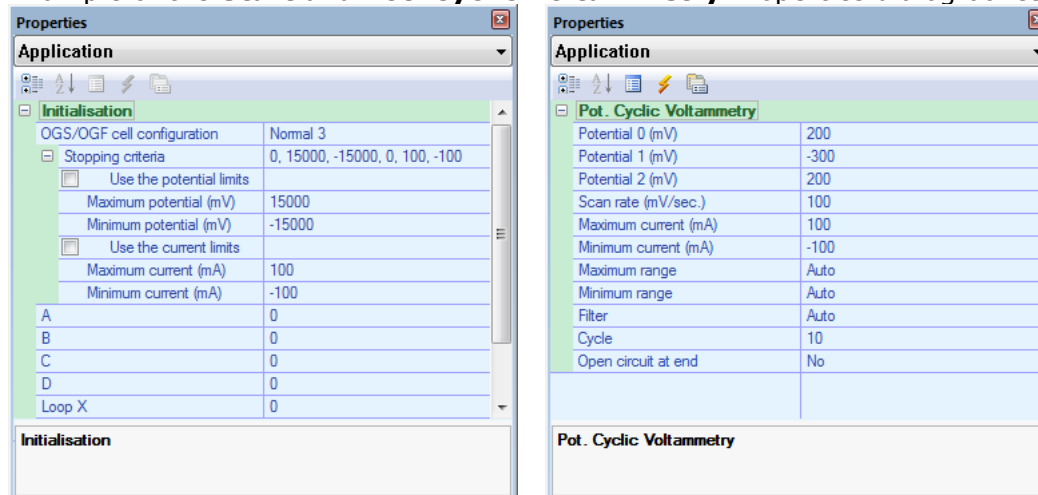 Properties
Application
Initialisation
OGS/OGF cell configuration Normal 3
Stopping criteria 0, 15000, -15000, 0, 100, -100
Use the potential limits
Maximum potential (mV) 15000
Minimum potential (mV) -15000
Use the current limits
Maximum current (mA) 100
Minimum current (mA) -100
A 0
B 0
C 0
D 0
Loop X 0
Initialisation
Properties
Application
Pot. Cyclic Voltammetry
Potential 0 (mV) 200
Potential 1 (mV) -300
Potential 2 (mV) 200
Scan rate (mV/sec.) 100
Maximum current (mA) 100
Minimum current (mA) -100
Maximum range Auto
Minimum range Auto
Filter Auto
Cycle 10
Open circuit at end No
Pot. Cyclic Voltammetry